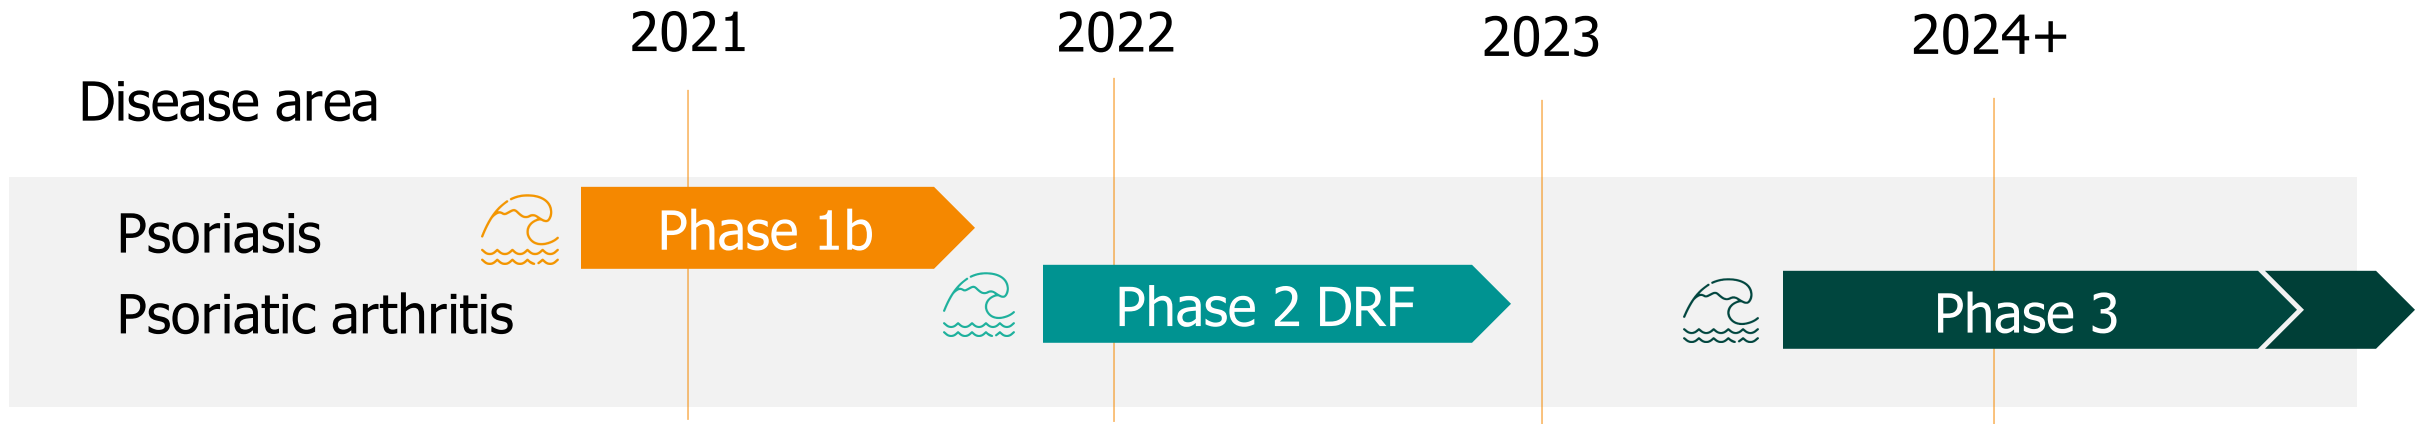 2021 2022 2023 2024+
Disease area
Psoriasis Phase 1b
Psoriatic arthritis Phase 2 DRF Phase 3